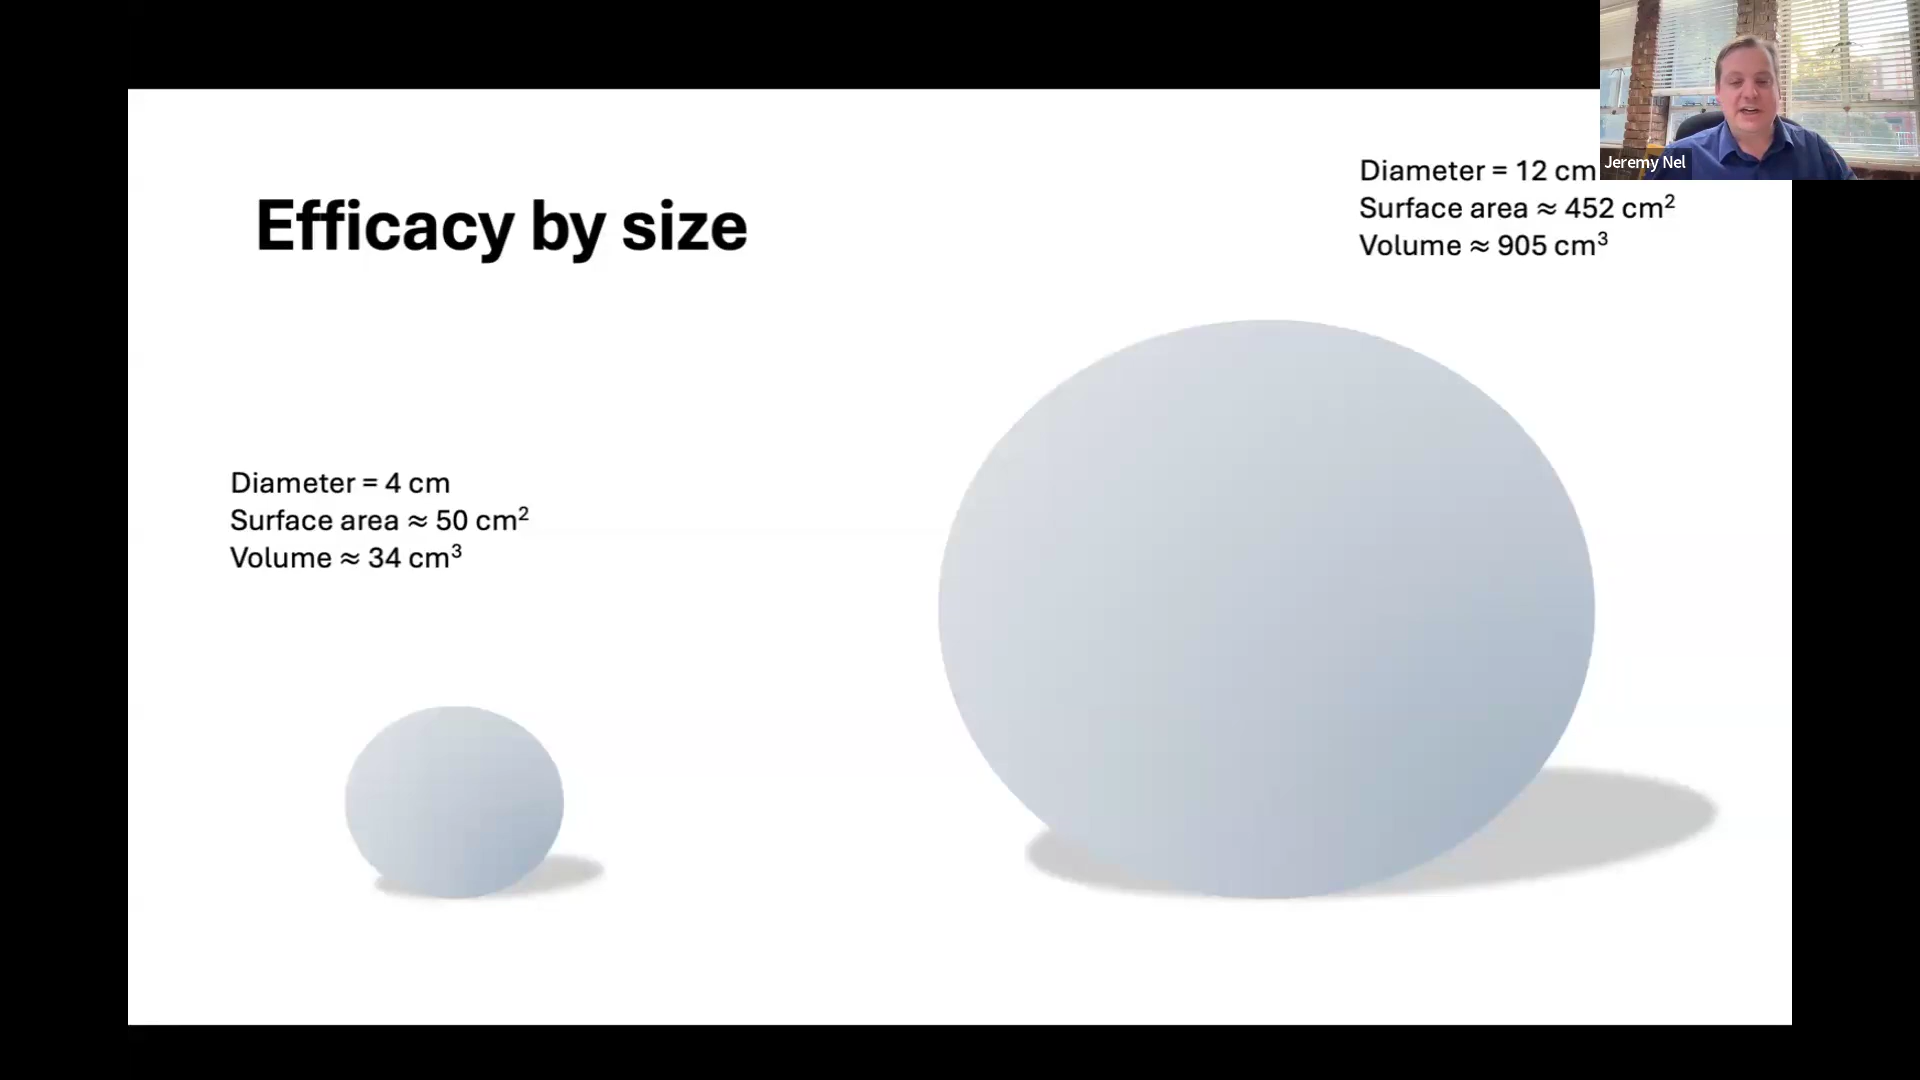 Jeremy Nel
Diameter = 12 cm
Surface area ≈ 452 cm²
Volume ≈ 905 cm³
Efficacy by size
Diameter = 4 cm
Surface area ≈ 50 cm²
Volume ≈ 34 cm³